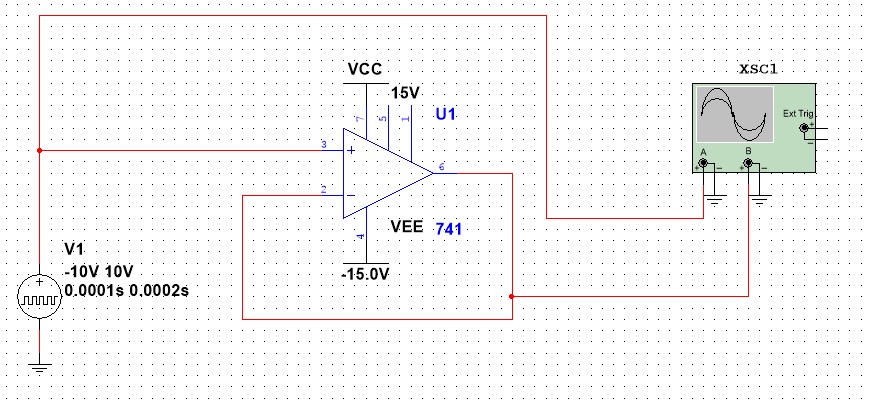 XSC1
VCC
15V
U1
Ext Trig
+
-
7
5
1
A
B
3
+
6
+ - + -
2
-
4
VEE
741
V1
-10V 10V
0.0001s 0.0002s
+
-15.0V